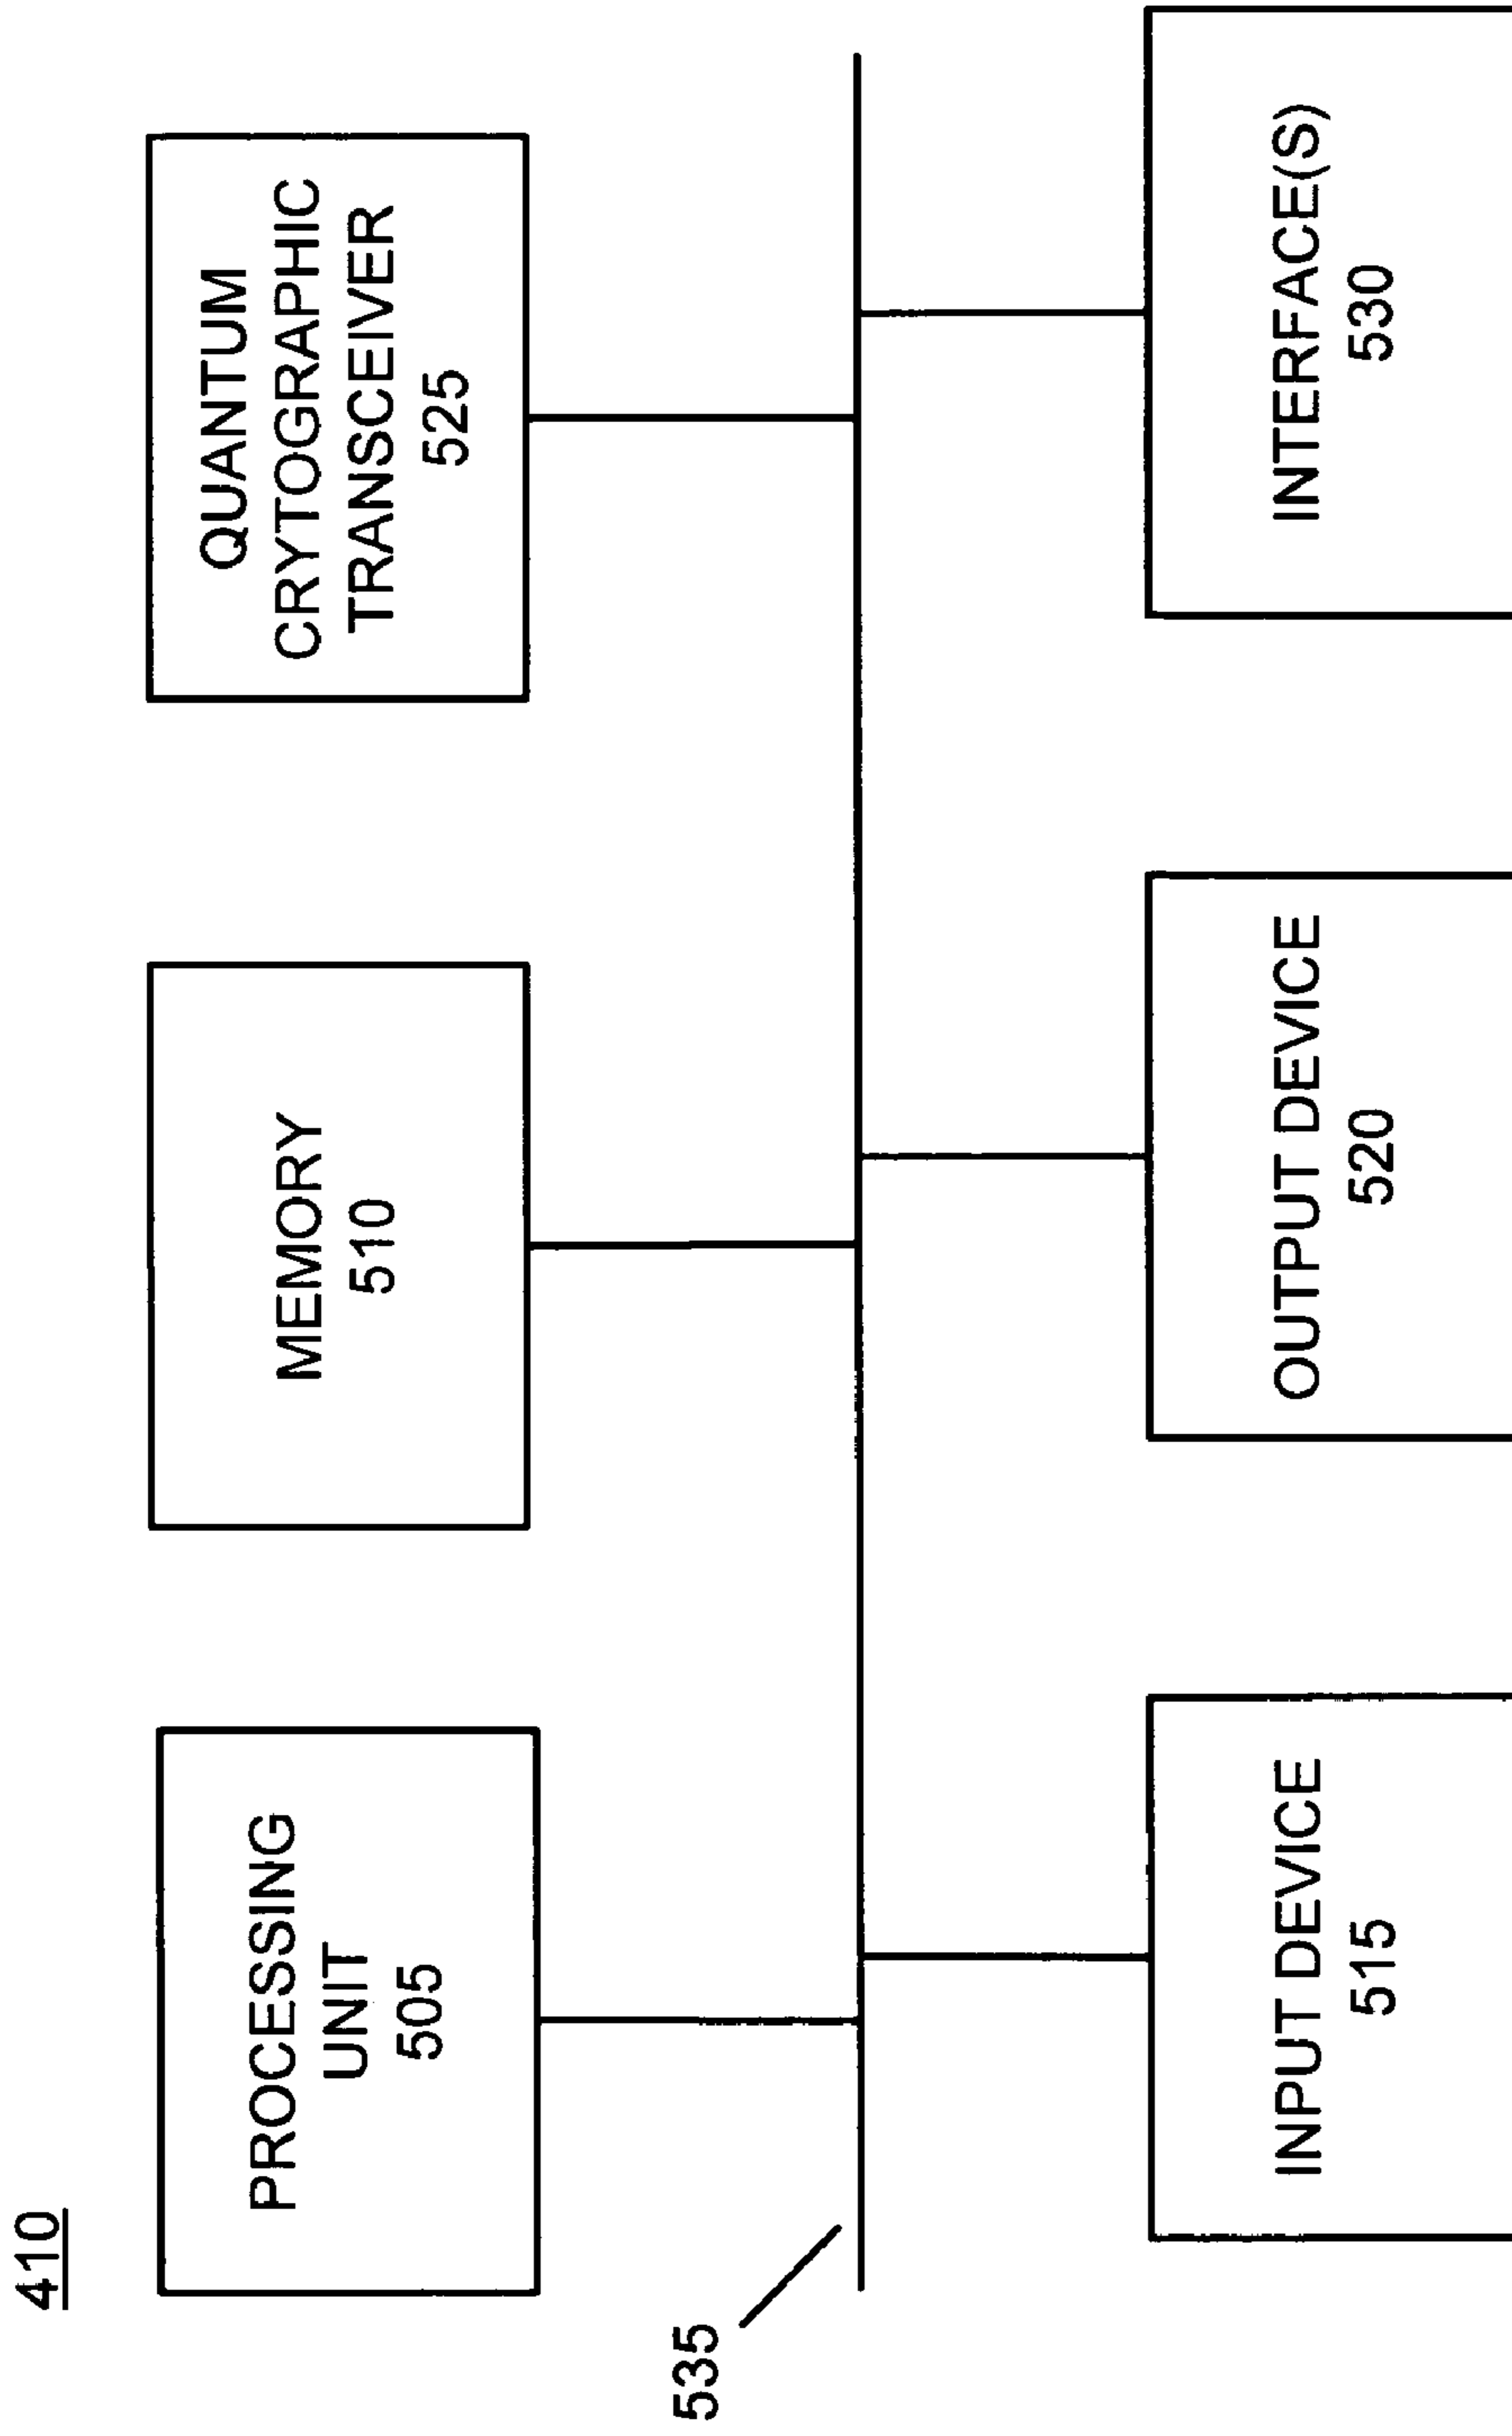 410
PROCESSING
UNIT
505
MEMORY
510
QUANTUM
CRYTOGRAPHIC
TRANSCEIVER
525
535
INPUT DEVICE
515
OUTPUT DEVICE
520
INTERFACE(S)
530